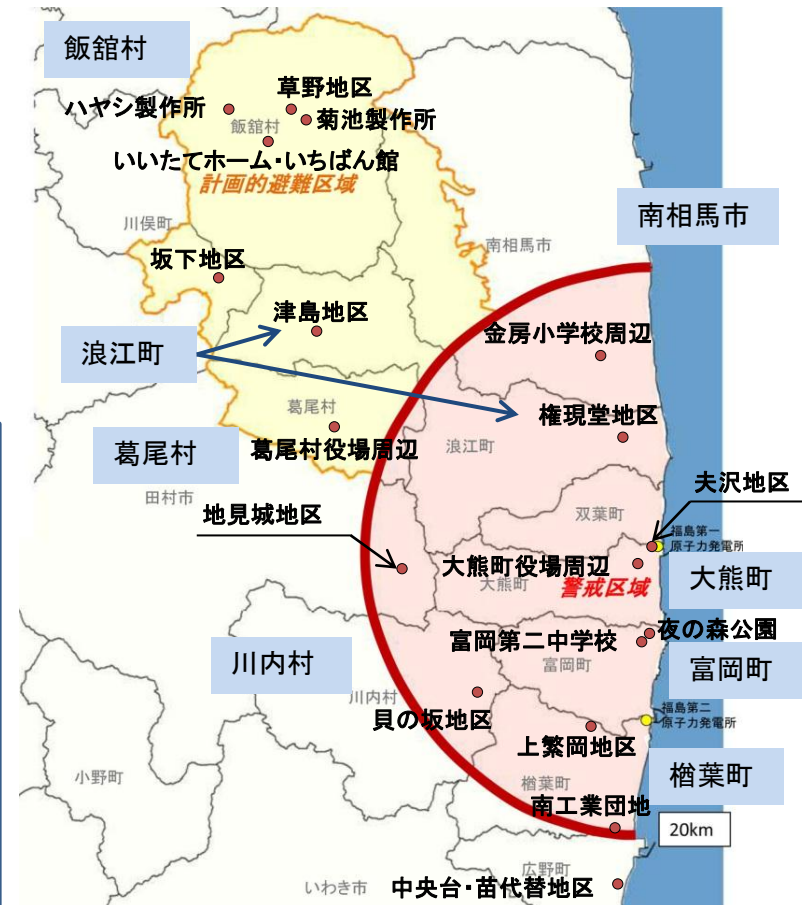 飯舘村
草野地区
ハヤシ製作所
菊池製作所
飯舘村
いいたてホーム・いちばん館
計画的避難区域
南相馬市
川俣町
南相馬市
坂下地区
津島地区
金房小学校周辺
浪江町
葛尾村
権現堂地区
葛尾村
葛尾村役場周辺
浪江町
夫沢地区
田村市
地見城地区
双葉町
福島第一
原子力発電所
大熊町役場周辺
大熊町
大熊町
警戒区域
夜の森公園
富岡第二中学校
川内村
富岡町
富岡町
川内村
貝の坂地区
福島第二
原子力発電所
上繁岡地区
小野町
楢葉町
楢葉町
南工業団地
20km
広野町
いわき市
中央台・苗代替地区